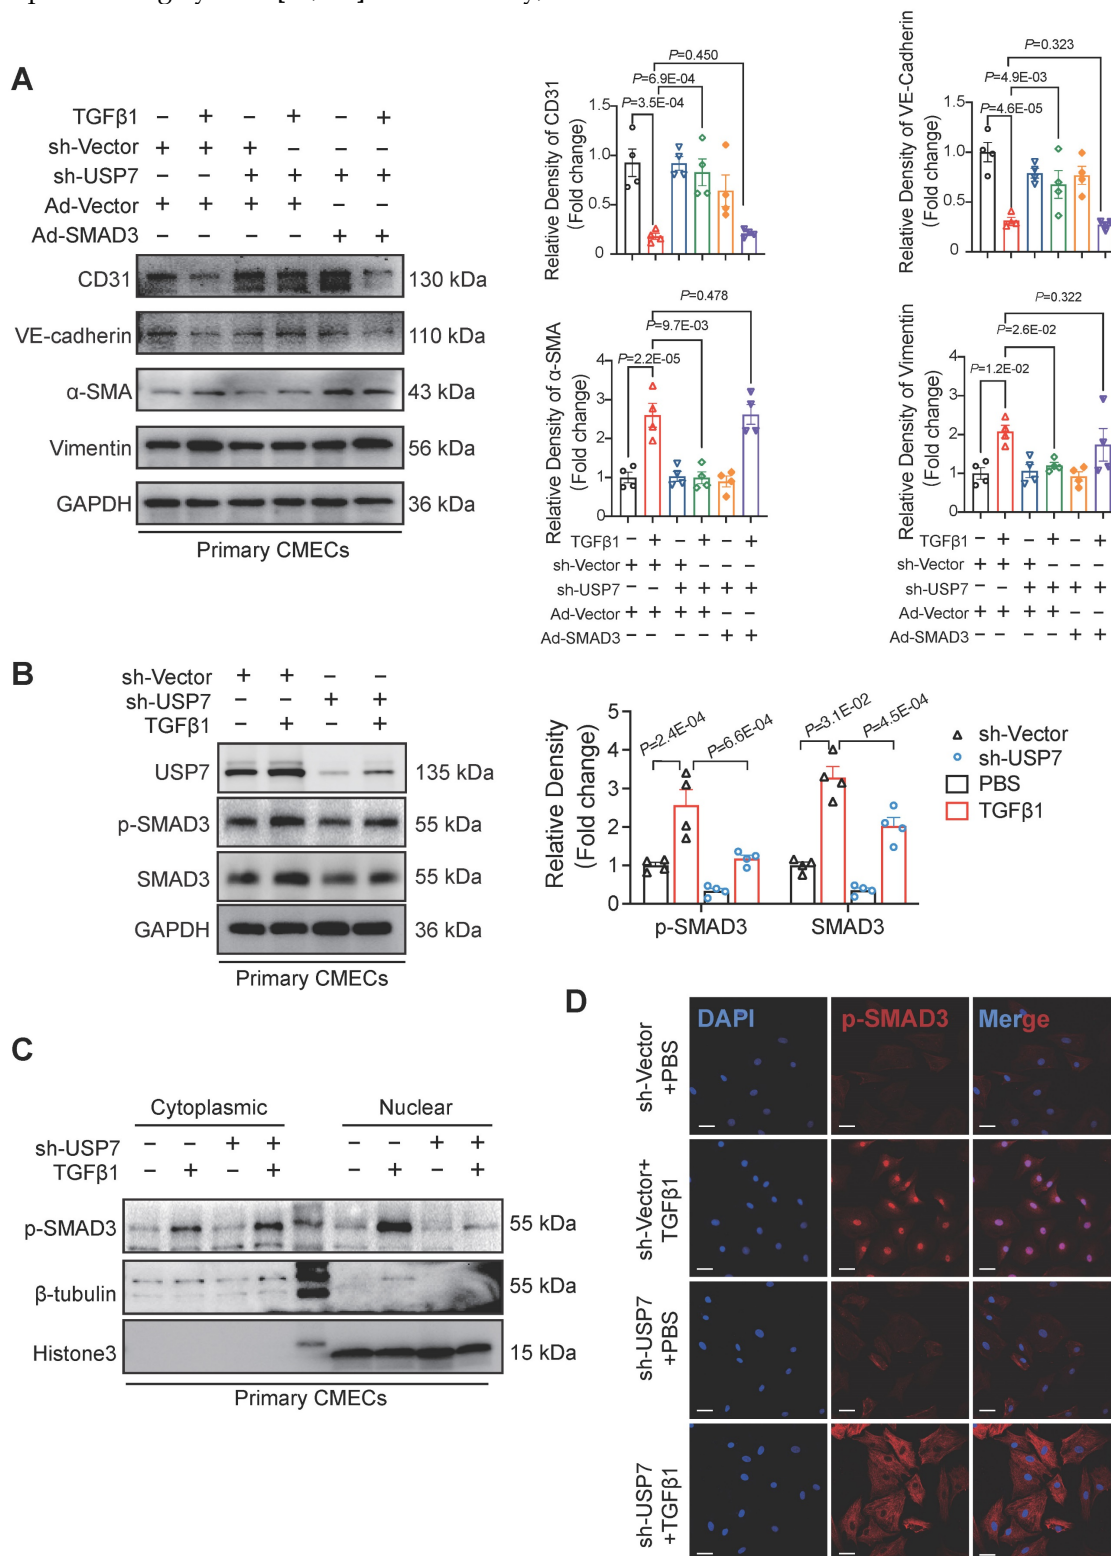 A
TGFβ1 − + − − − +
sh-Vector + + + − − −
sh-USP7 − − + + + +
Ad-Vector + + + + − −
Ad-SMAD3 − − − − + +
CD31 130 kDa
VE-cadherin 110 kDa
α-SMA 43 kDa
Vimentin 56 kDa
GAPDH 36 kDa
Primary CMECs
Relative Density of CD31
(Fold change)
1.5
1.0
0.5
0
P=0.450
P=6.9E-04
P=3.5E-04
Relative Density of VE-Cadherin
(Fold change)
1.5
1.0
0.5
0
P=0.323
P=4.9E-03
P=4.6E-05
Relative Density of α-SMA
(Fold change)
4
3
2
1
0
P=0.478
P=9.7E-03
P=2.2E-05
TGFβ1 − + − + − +
sh-Vector + + + − − −
sh-USP7 − − + + + +
Ad-Vector + + + + − −
Ad-SMAD3 − − − − + +
Relative Density of Vimentin
(Fold change)
4
3
2
1
0
P=0.322
P=2.6E-02
P=1.2E-02
TGFβ1 − + − + − +
sh-Vector + + + − − −
sh-USP7 − − + + + +
Ad-Vector + + + + − −
Ad-SMAD3 − − − − + +
B
sh-Vector + + − −
sh-USP7 − − + +
TGFβ1 − + − +
USP7 135 kDa
p-SMAD3 55 kDa
SMAD3 55 kDa
GAPDH 36 kDa
Primary CMECs
Relative Density
(Fold change)
5
4
3
2
1
0
P=2.4E-04
P=6.6E-04
P=3.1E-02
P=4.5E-04
p-SMAD3 SMAD3
sh-Vector
sh-USP7
PBS
TGFβ1
C
Cytoplasmic Nuclear
sh-USP7 − − + + − − + +
TGFβ1 − + − + − + − +
p-SMAD3 55 kDa
β-tubulin 55 kDa
Histone3 15 kDa
Primary CMECs
D
DAPI p-SMAD3 Merge
sh-Vector
+PBS
sh-Vector+
TGFβ1
sh-USP7
+PBS
sh-USP7
+TGFβ1